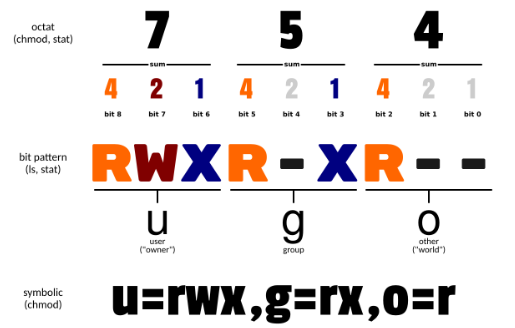 octat
(chmod, stat)
7 5 4
sum sum sum
4 2 1 4 2 1 4 2 1
bit 8 bit 7 bit 6 bit 5 bit 4 bit 3 bit 2 bit 1 bit 0
bit pattern
(ls, stat)
RWXR-XR--
u g o
user group other
("owner") ("world")
symbolic
(chmod)
u=rwx,g=rx,o=r